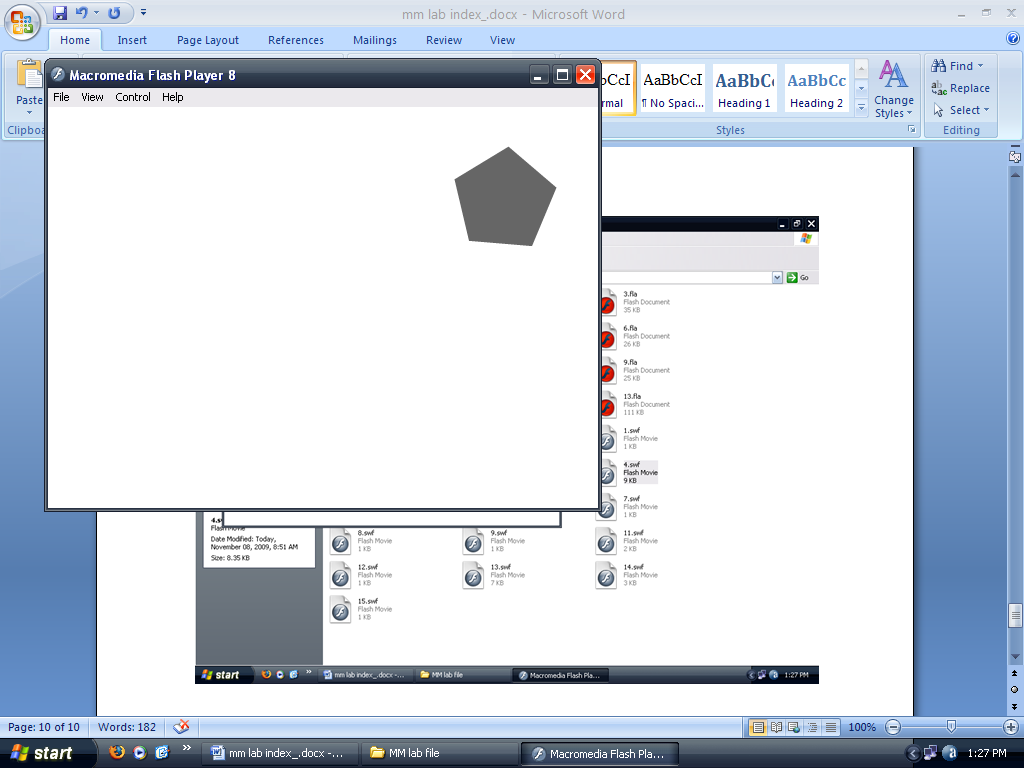 mm lab index_.docx - Microsoft Word
Home Insert Page Layout References Mailings Review View
Paste
Clipboa
Macromedia Flash Player 8
File View Control Help
AaBbCcI AaBbC AaBbCc
rmal ¶ No Spaci... Heading 1 Heading 2
Change
Styles
Styles
Find
Replace
Select
Editing
Go
3.fla
Flash Document
35 KB
6.fla
Flash Document
26 KB
9.fla
Flash Document
25 KB
13.fla
Flash Document
111 KB
1.swf
Flash Movie
1 KB
4.swf
Flash Movie
9 KB
7.swf
Flash Movie
1 KB
Flash Movie
Date Modified: Today,
November 08, 2009, 8:51 AM
Size: 8.35 KB
8.swf
Flash Movie
1 KB
9.swf
Flash Movie
1 KB
11.swf
Flash Movie
2 KB
12.swf
Flash Movie
1 KB
13.swf
Flash Movie
7 KB
14.swf
Flash Movie
3 KB
15.swf
Flash Movie
1 KB
start mm lab index_.docx -... MM lab file Macromedia Flash Pla... 1:27 PM
Page: 10 of 10 Words: 182 100%
start mm lab index_.docx -... MM lab file Macromedia Flash Pla... 1:27 PM